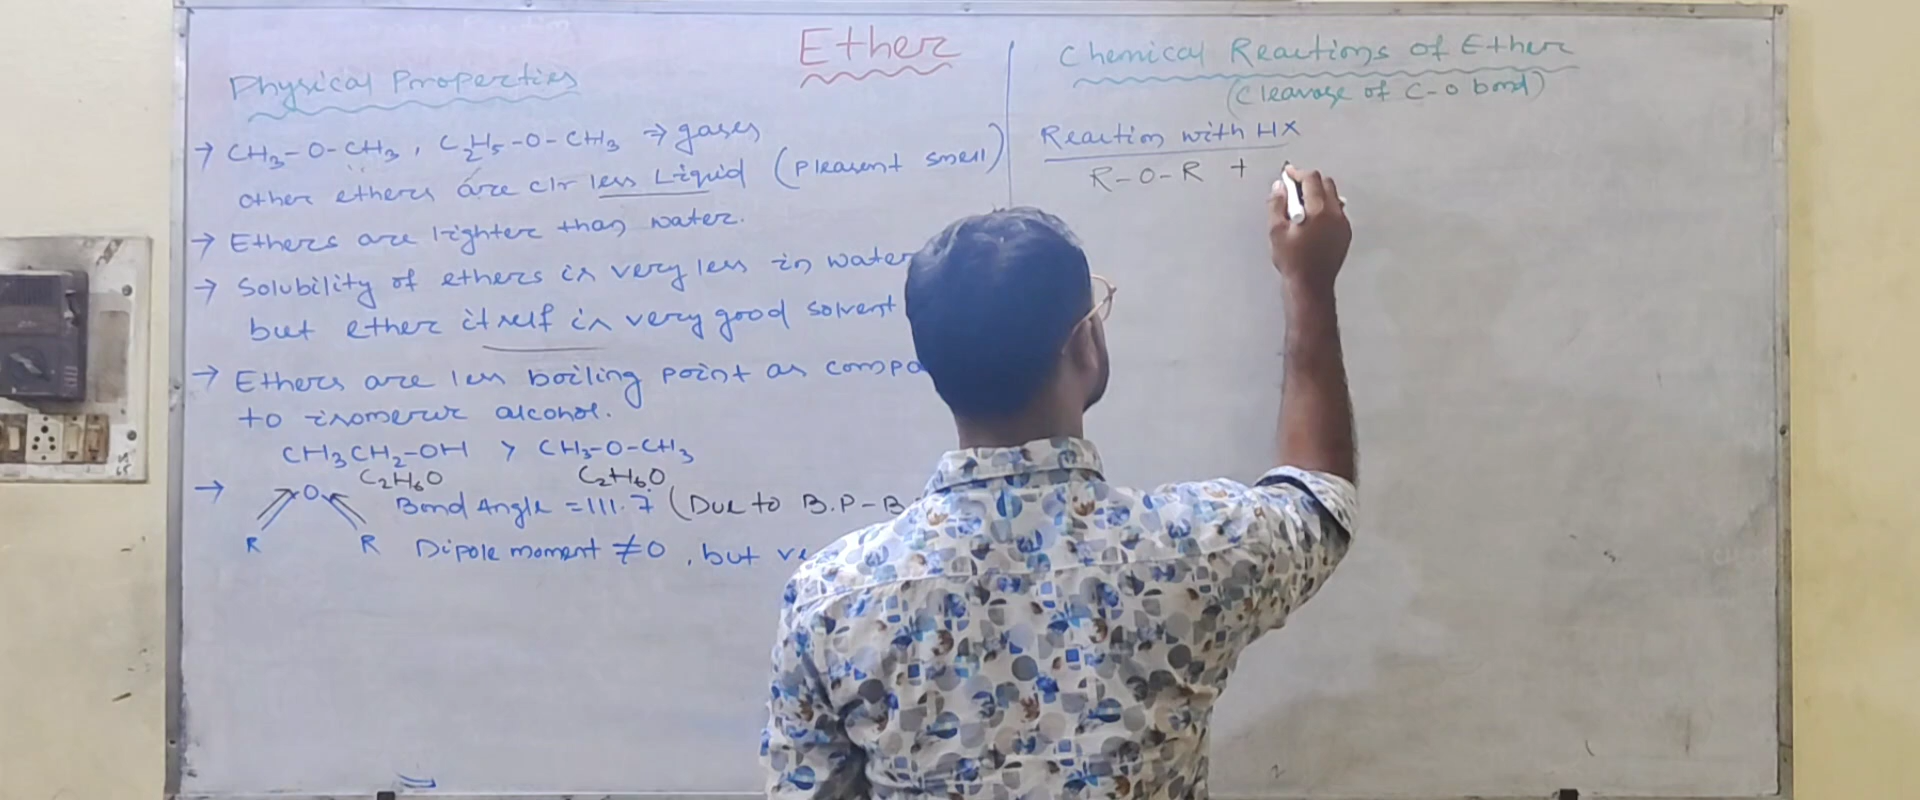 Ether
Physical Properties
→ CH3-O-CH3, C2H5-O-CH3 ⇒ gases
other ethers are clr less Liquid (Pleasent smell)
→ Ethers are lighter than water.
→ Solubility of ethers is very less in water
but ether itself is very good solvent
→ Ethers are less boiling point as compa
to isomeric alcohol.
CH3CH2-OH > CH3-O-CH3
C2H6O C2H6O
→ O
R R
Bond Angle = 111.7 (Due to B.P-B
Dipole moment ≠ 0, but ve
Chemical Reactions of Ether
(Cleavage of C-O bond)
Reaction with HX
R-O-R +